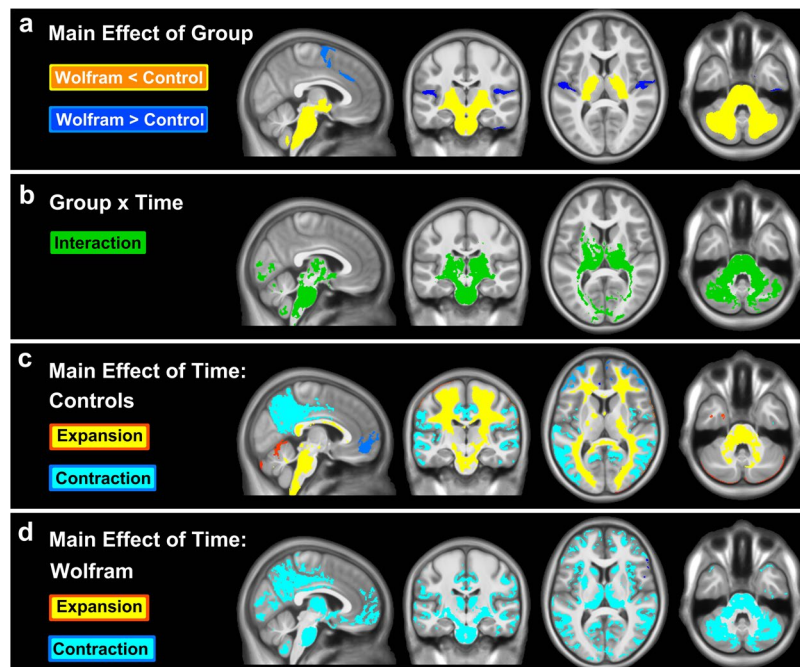 a Main Effect of Group
Wolfram < Control
Wolfram > Control
b Group x Time
Interaction
c Main Effect of Time:
Controls
Expansion
Contraction
d Main Effect of Time:
Wolfram
Expansion
Contraction